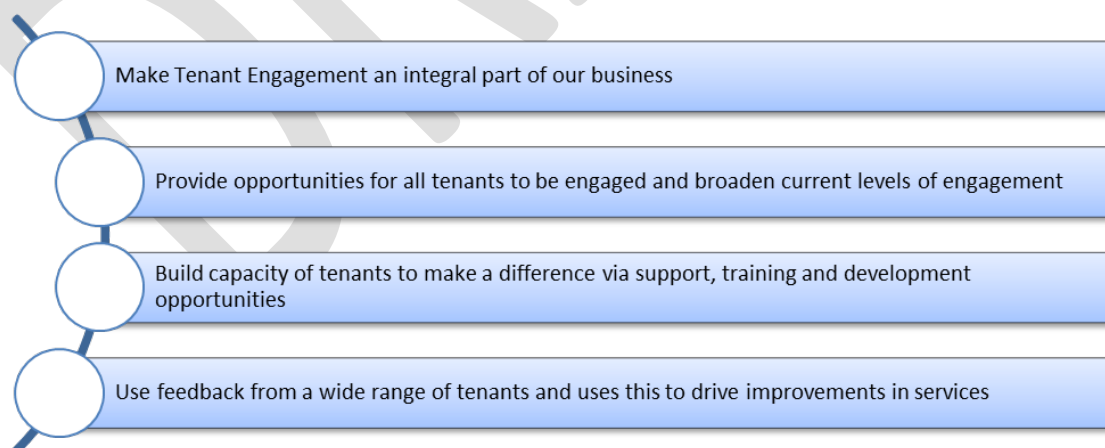 Make Tenant Engagement an integral part of our business
Provide opportunities for all tenants to be engaged and broaden current levels of engagement
Build capacity of tenants to make a difference via support, training and development
opportunities
Use feedback from a wide range of tenants and uses this to drive improvements in services